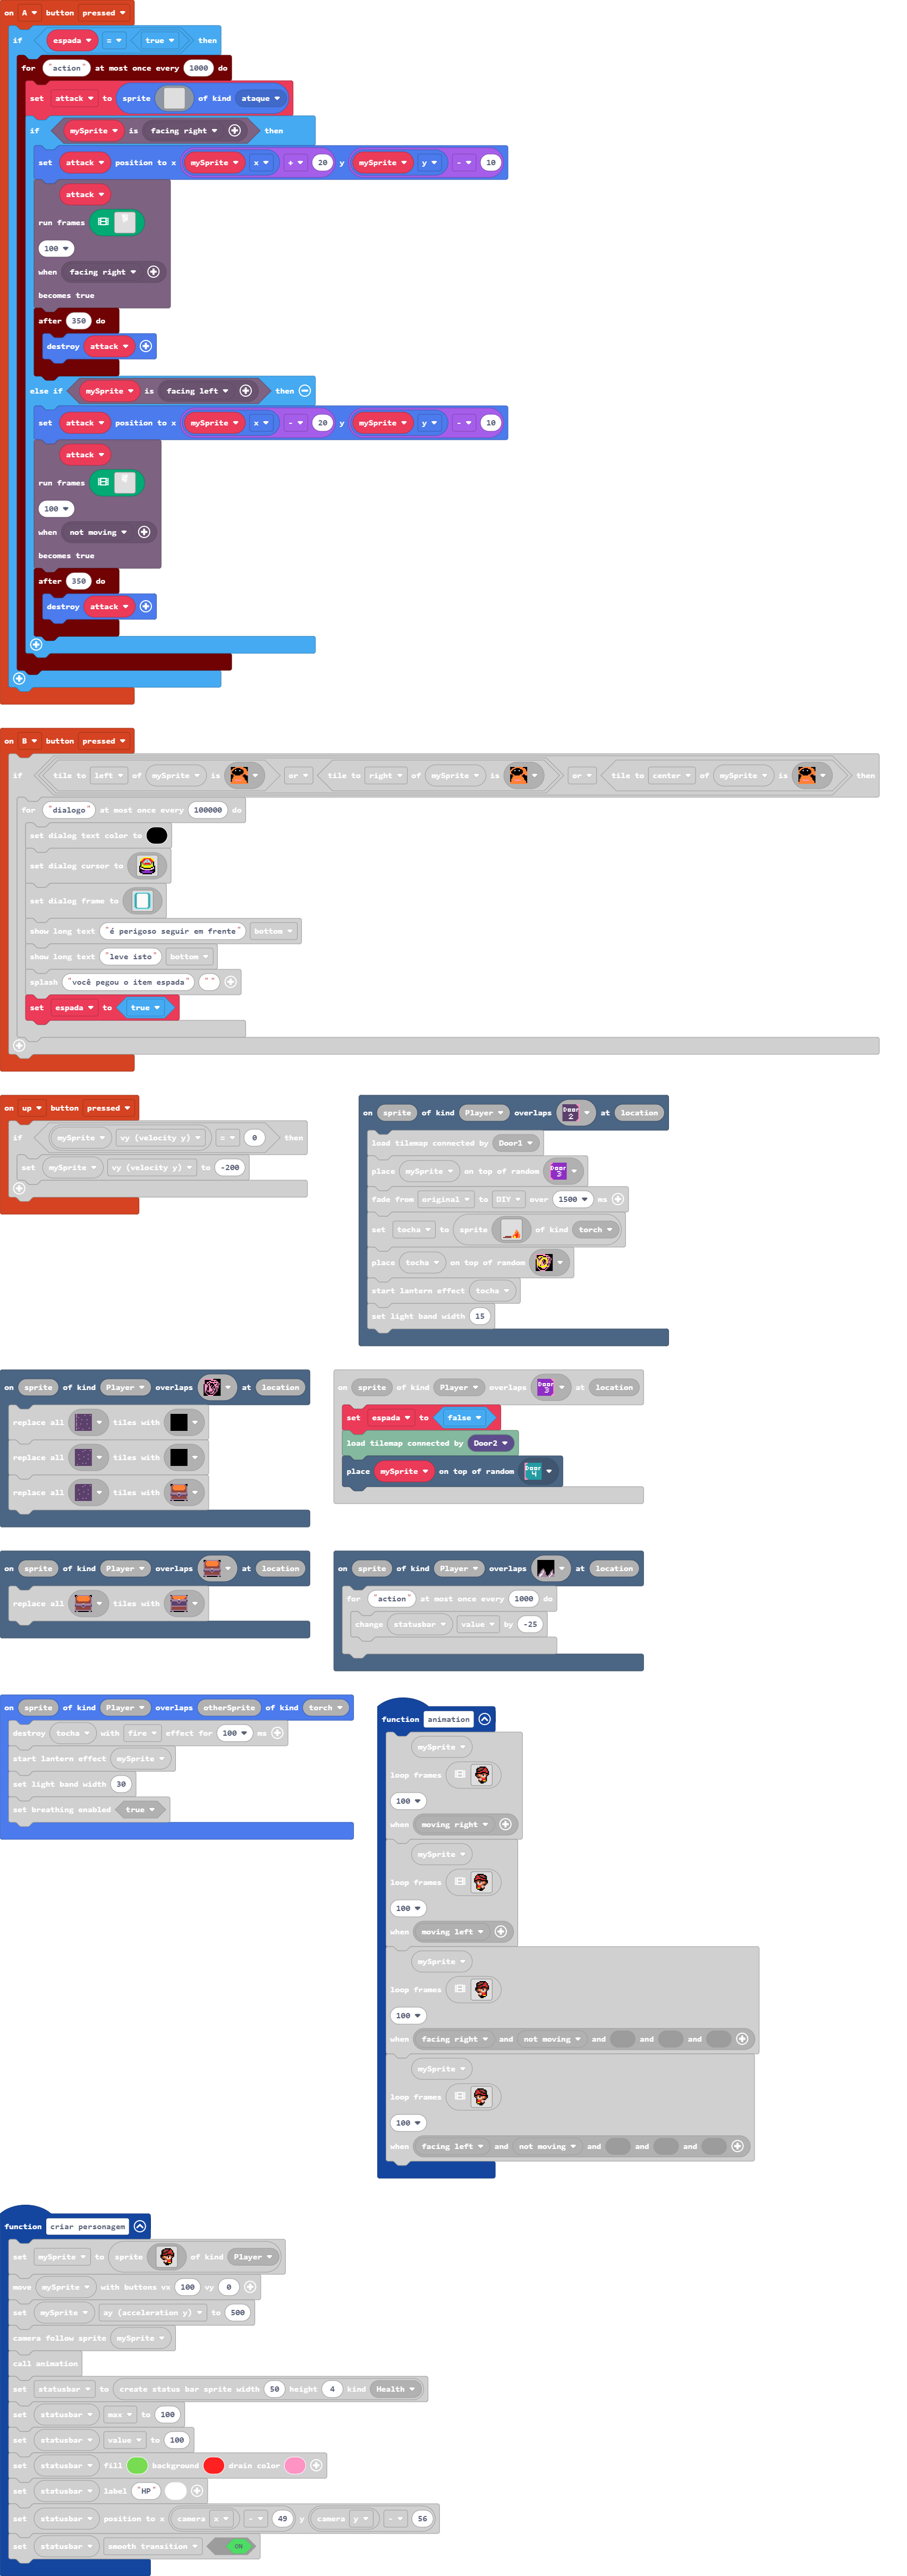 on A button pressed
if espada = true then
for "action" at most once every 1000 do
set attack to sprite of kind ataque
if mySprite is facing right then
set attack position to x mySprite x + 20 y mySprite y - 10
attack
run frames
100
when facing right
becomes true
after 350 do
destroy attack
else if mySprite is facing left then
set attack position to x mySprite x - 20 y mySprite y - 10
attack
run frames
100
when not moving
becomes true
after 350 do
destroy attack
on B button pressed
if tile to left of mySprite is or tile to right of mySprite is or tile to center of mySprite is then
for "dialogo" at most once every 100000 do
set dialog text color to
set dialog cursor to
set dialog frame to
show long text "é perigoso seguir em frente" bottom
show long text "leve isto" bottom
splash "você pegou o item espada" " "
set espada to true
on up button pressed
if mySprite vy (velocity y) = 0 then
set mySprite vy (velocity y) to -200
on sprite of kind Player overlaps Door 2 at location
load tilemap connected by Door1
place mySprite on top of random Door 3
fade from original to DIY over 1500 ms
set tocha to sprite of kind torch
place tocha on top of random
start lantern effect tocha
set light band width 15
on sprite of kind Player overlaps at location
replace all tiles with
replace all tiles with
replace all tiles with
on sprite of kind Player overlaps Door 3 at location
set espada to false
load tilemap connected by Door2
place mySprite on top of random Door 4
on sprite of kind Player overlaps at location
replace all tiles with
on sprite of kind Player overlaps at location
for "action" at most once every 1000 do
change statusbar value by -25
on sprite of kind Player overlaps otherSprite of kind torch
destroy tocha with fire effect for 100 ms
start lantern effect mySprite
set light band width 30
set breathing enabled true
function animation
mySprite
loop frames
100
when moving right
mySprite
loop frames
100
when moving left
mySprite
loop frames
100
when facing right and not moving and and and
mySprite
loop frames
100
when facing left and not moving and and and
function criar personagem
set mySprite to sprite of kind Player
move mySprite with buttons vx 100 vy 0
set mySprite ay (acceleration y) to 500
camera follow sprite mySprite
call animation
set statusbar to create status bar sprite width 50 height 4 kind Health
set statusbar max to 100
set statusbar value to 100
set statusbar fill background drain color
set statusbar label "HP"
set statusbar position to x camera x - 49 y camera y - 56
set statusbar smooth transition ON